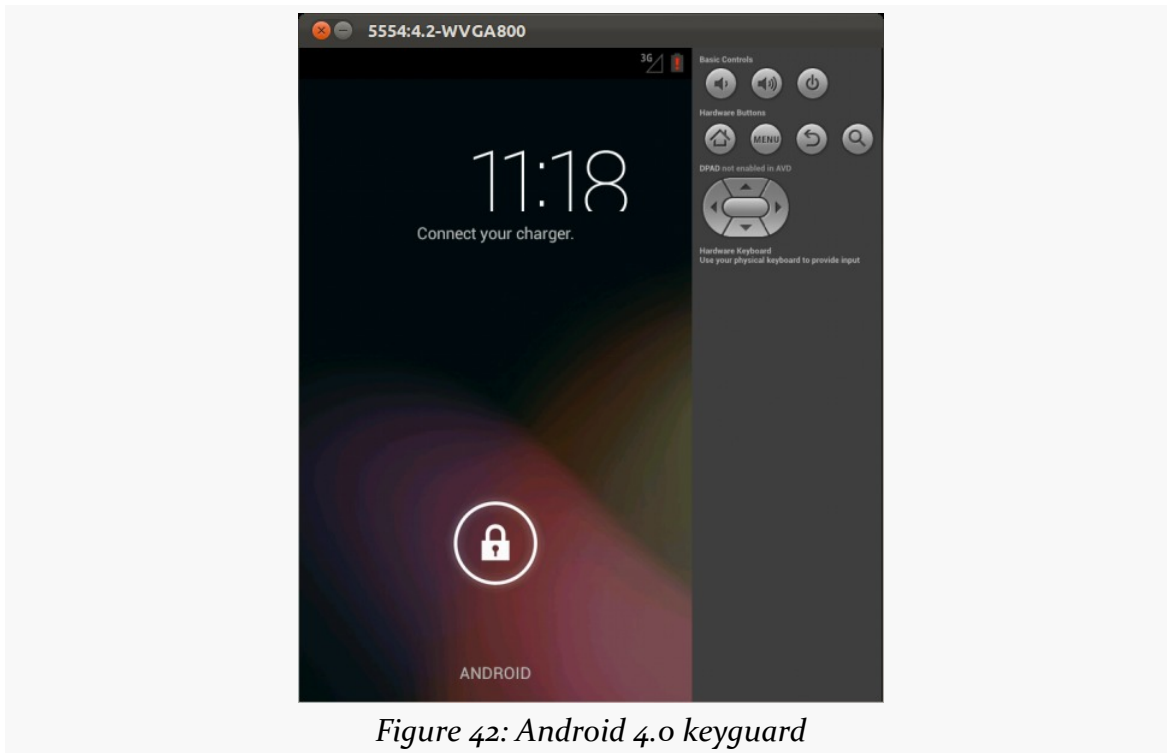 5554:4.2-WVGA800
3G
Basic Controls
Hardware Buttons
MENU
DPAD not enabled in AVD
Hardware Keyboard
Use your physical keyboard to provide input
11:18
Connect your charger.
ANDROID
Figure 42: Android 4.0 keyguard